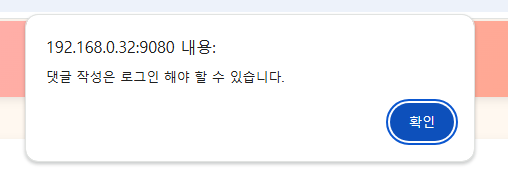 192.168.0.32:9080 내용:
댓글 작성은 로그인 해야 할 수 있습니다.
확인